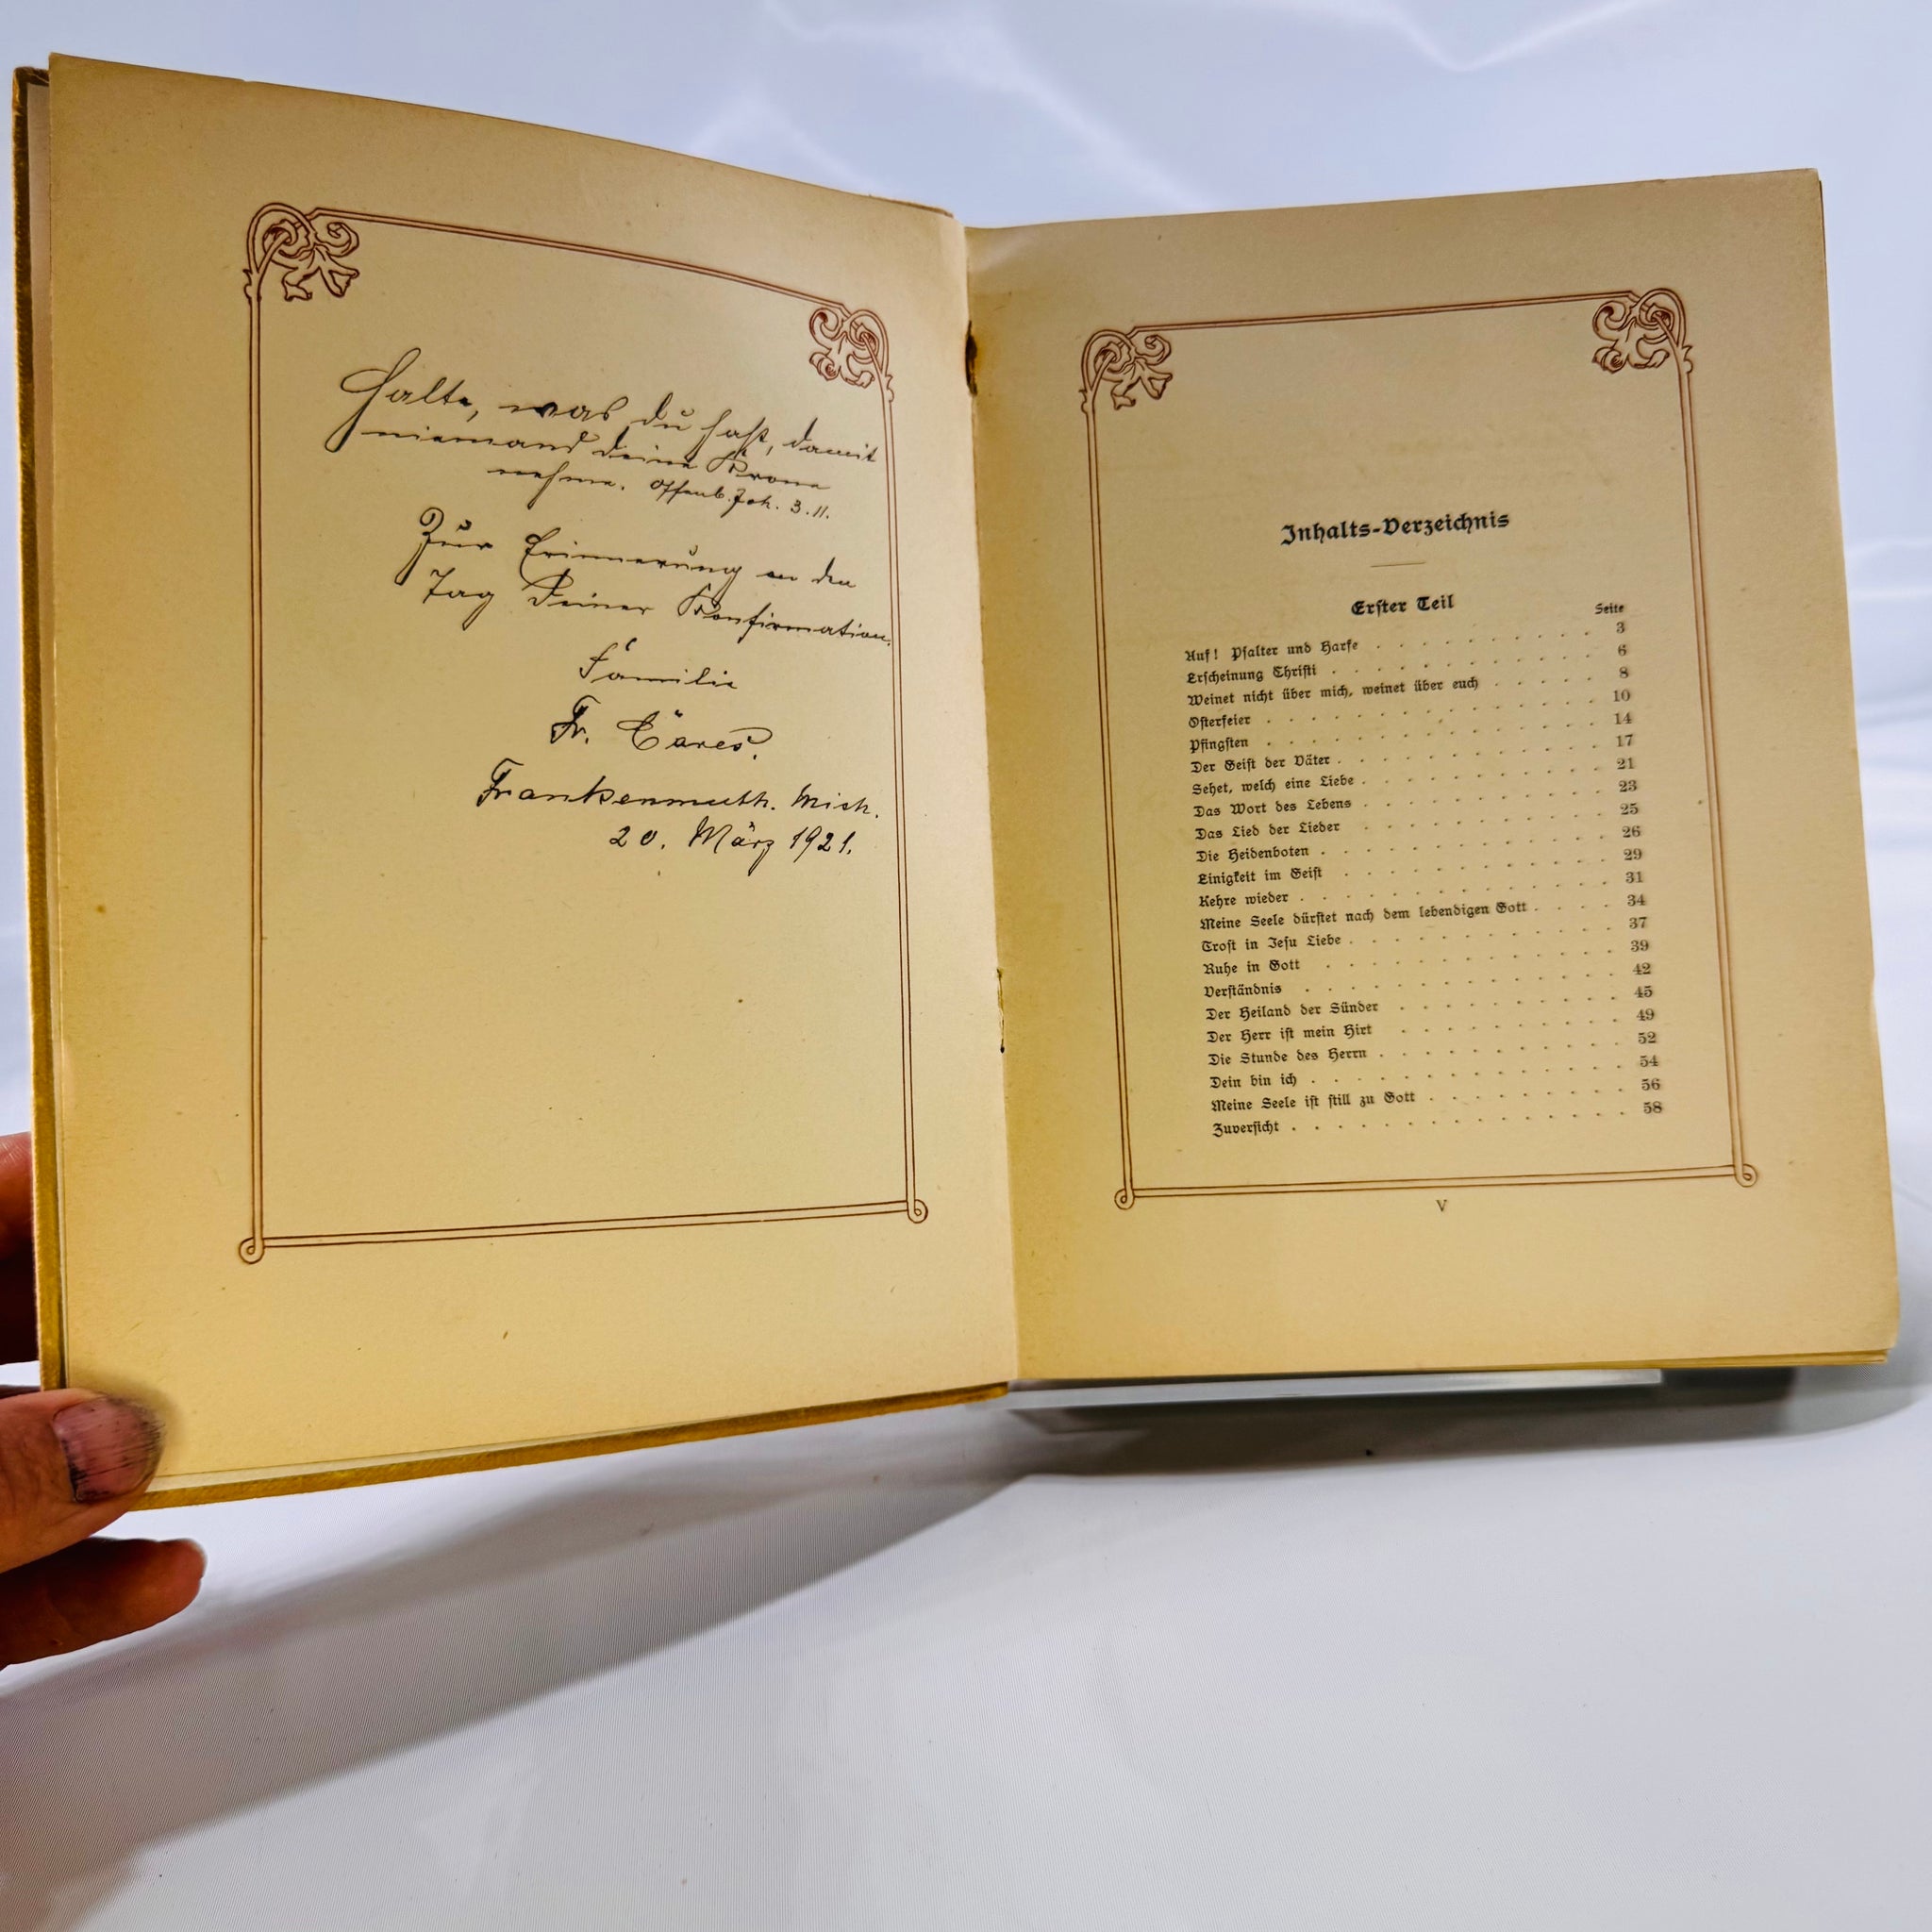 Halte, was du hast, damit
niemand deine Krone
nehme. Offenb. Joh. 3. 11.
Zur Erinnerung an den
Tag Deiner Konfirmation.
Familie
Fr.
Frankenmuth. Mich.
20. März 1921.
Inhalts-Verzeichnis
Erster Teil
Seite
Auf! Psalter und Harfe . . . . . . . . . . 3
Erscheinung Christi . . . . . . . . . . . . 6
Weinet nicht über mich, weinet über euch . . . . . 8
Osterfeier . . . . . . . . . . . . . . . 10
Pfingsten . . . . . . . . . . . . . . . 14
Der Geist der Väter . . . . . . . . . . . . 17
Sehet, welch eine Liebe . . . . . . . . . . . 21
Das Wort des Lebens . . . . . . . . . . . 23
Das Lied der Lieder . . . . . . . . . . . 25
Die Heidenboten . . . . . . . . . . . . . 26
Einigkeit im Geist . . . . . . . . . . . . 29
Kehre wieder . . . . . . . . . . . . . . 31
Meine Seele dürstet nach dem lebendigen Gott . . . . 34
Trost in Jesu Liebe . . . . . . . . . . . . 37
Ruhe in Gott . . . . . . . . . . . . . 39
Verständnis . . . . . . . . . . . . . . 42
Der Heiland der Sünder . . . . . . . . . . 45
Der Herr ist mein Hirt . . . . . . . . . . 49
Die Stunde des Herrn . . . . . . . . . . . 52
Dein bin ich . . . . . . . . . . . . . . 54
Meine Seele ist still zu Gott . . . . . . . . . 56
Zuversicht . . . . . . . . . . . . . . . 58
V